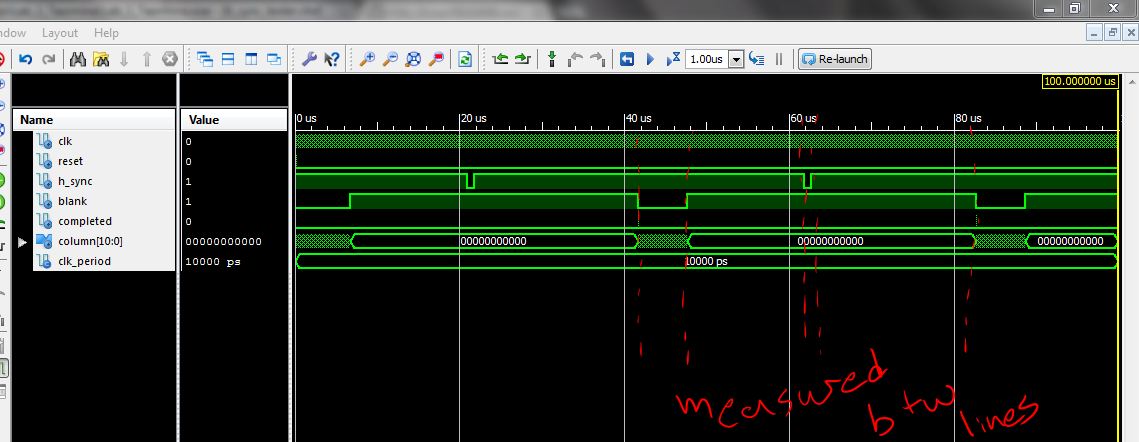 ndow Layout Help
1.00us Re-launch
100.000000 us
Name Value
0 us 20 us 40 us 60 us 80 us
clk 0
reset 0
h_sync 1
blank 1
completed 0
column[10:0] 00000000000 00000000000 00000000000 00000000000
clk_period 10000 ps 10000 ps
measured
btw
lines